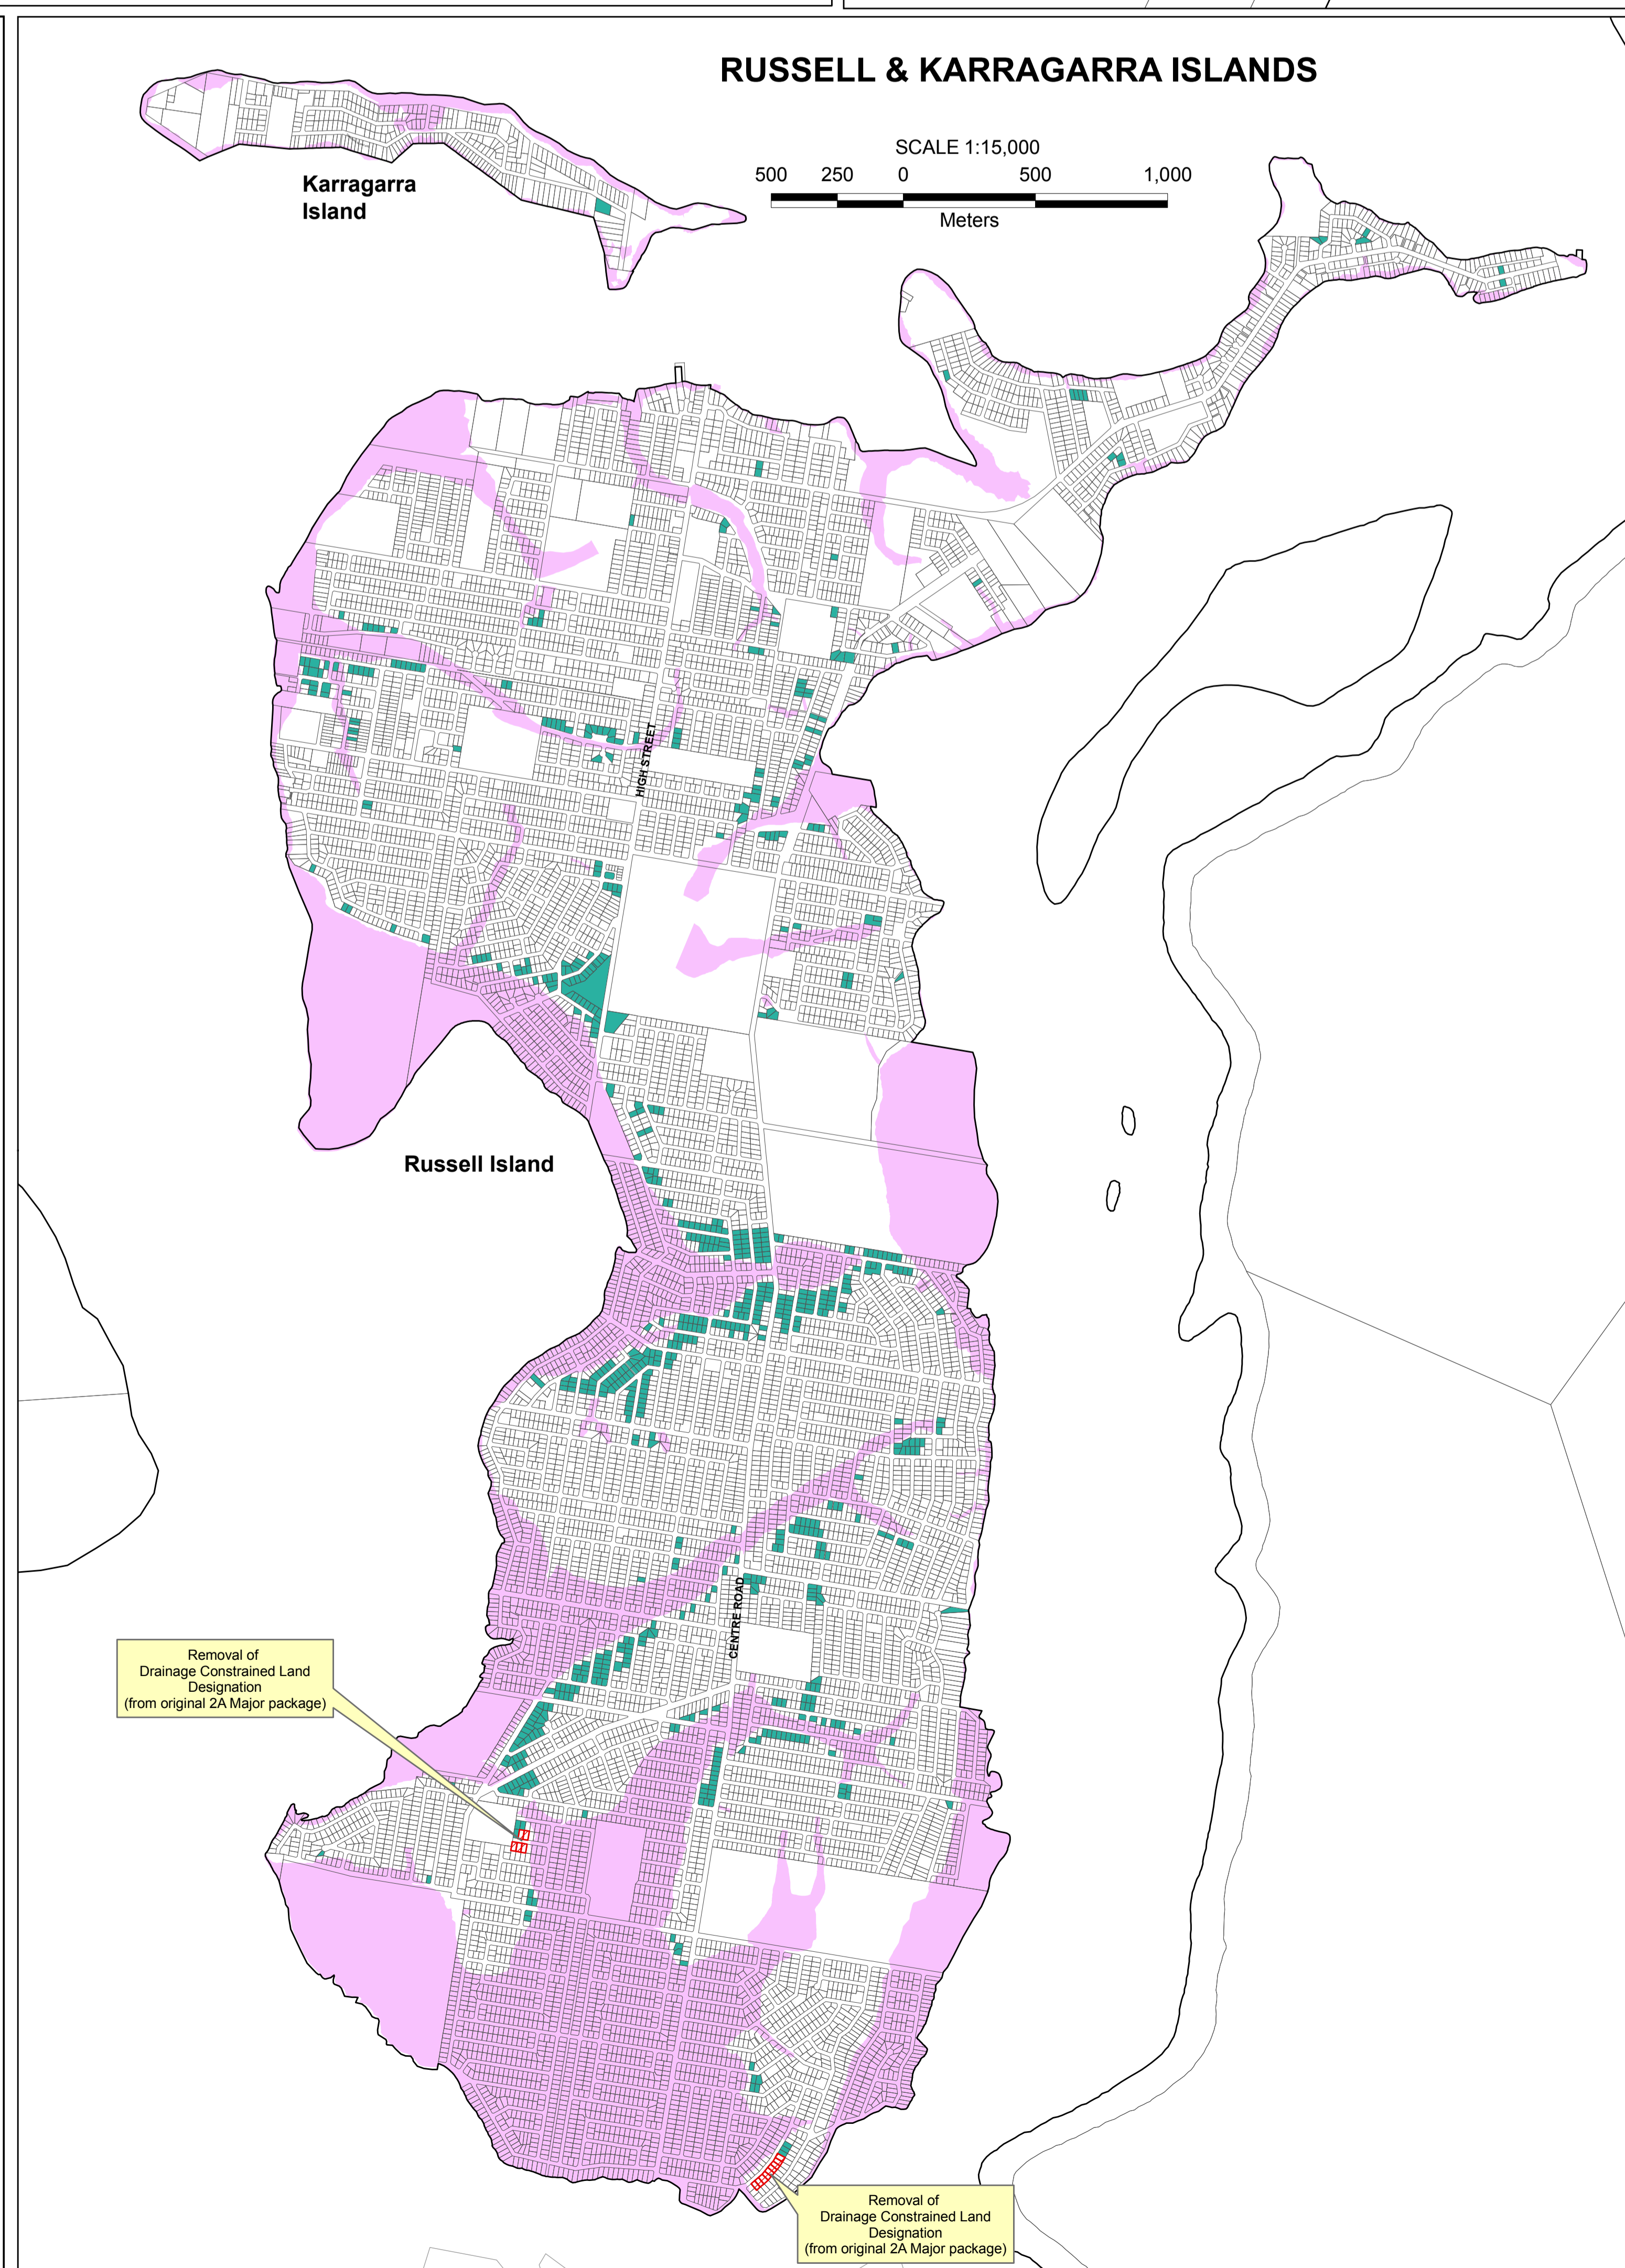 RUSSELL & KARRAGARRA ISLANDS
SCALE 1:15,000
500 250 0 500 1,000
Meters
Karragarra
Island
HIGH STREET
Russell Island
CENTRE ROAD
Removal of
Drainage Constrained Land
Designation
(from original 2A Major package)
Removal of
Drainage Constrained Land
Designation
(from original 2A Major package)